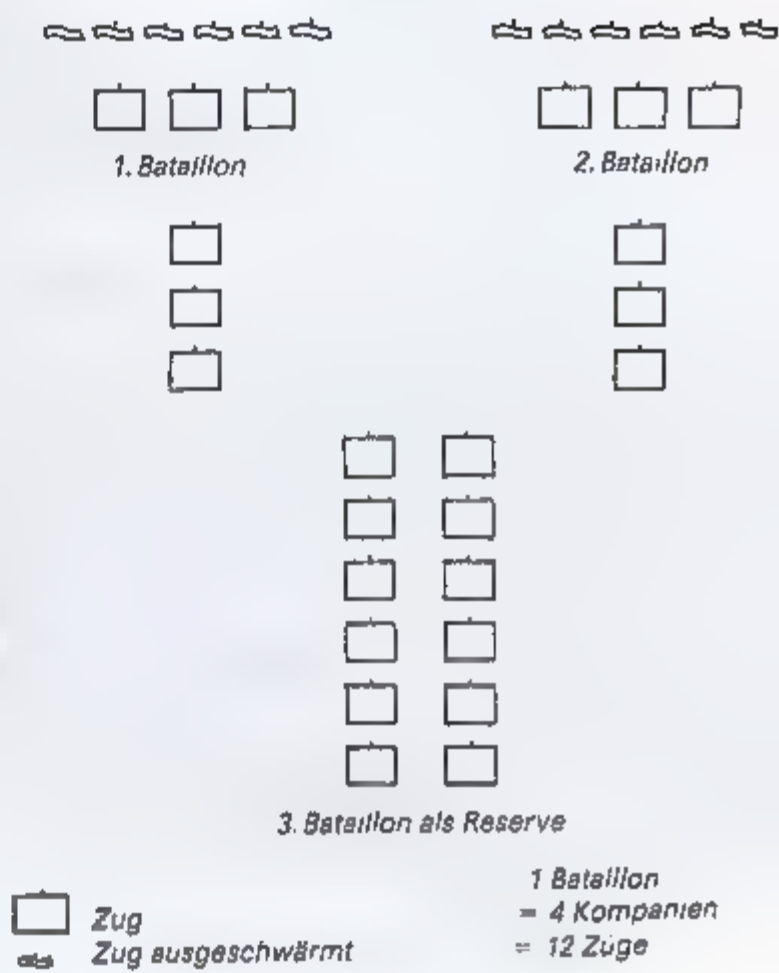 1. Bataillon
2. Bataillon
3. Bataillon als Reserve
Zug
Zug ausgeschwärmt
1 Bataillon
= 4 Kompanien
= 12 Züge